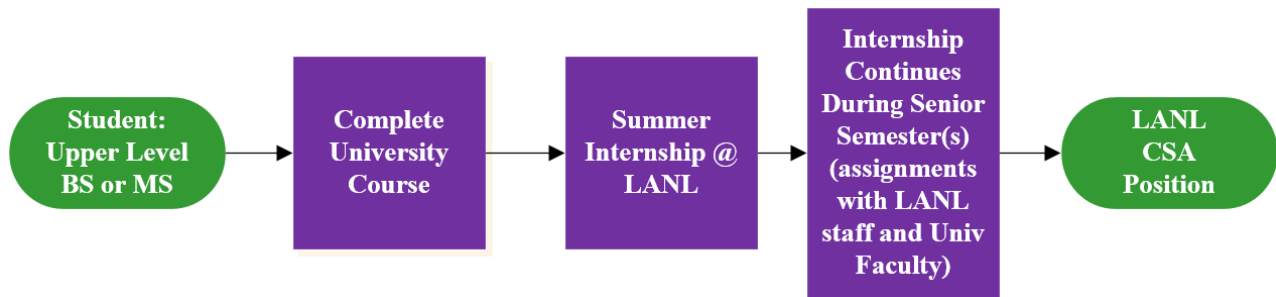 Student:
Upper Level
BS or MS
Complete
University
Course
Summer
Internship @
LANL
Internship
Continues
During Senior
Semester(s)
(assignments
with LANL
staff and Univ
Faculty)
LANL
CSA
Position